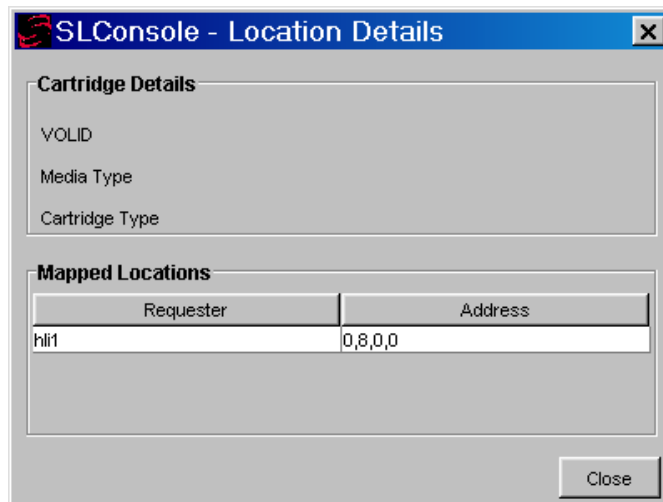 SLConsole - Location Details
Cartridge Details
VOLID
Media Type
Cartridge Type
Mapped Locations
Requester Address
hli1 0,8,0,0
Close